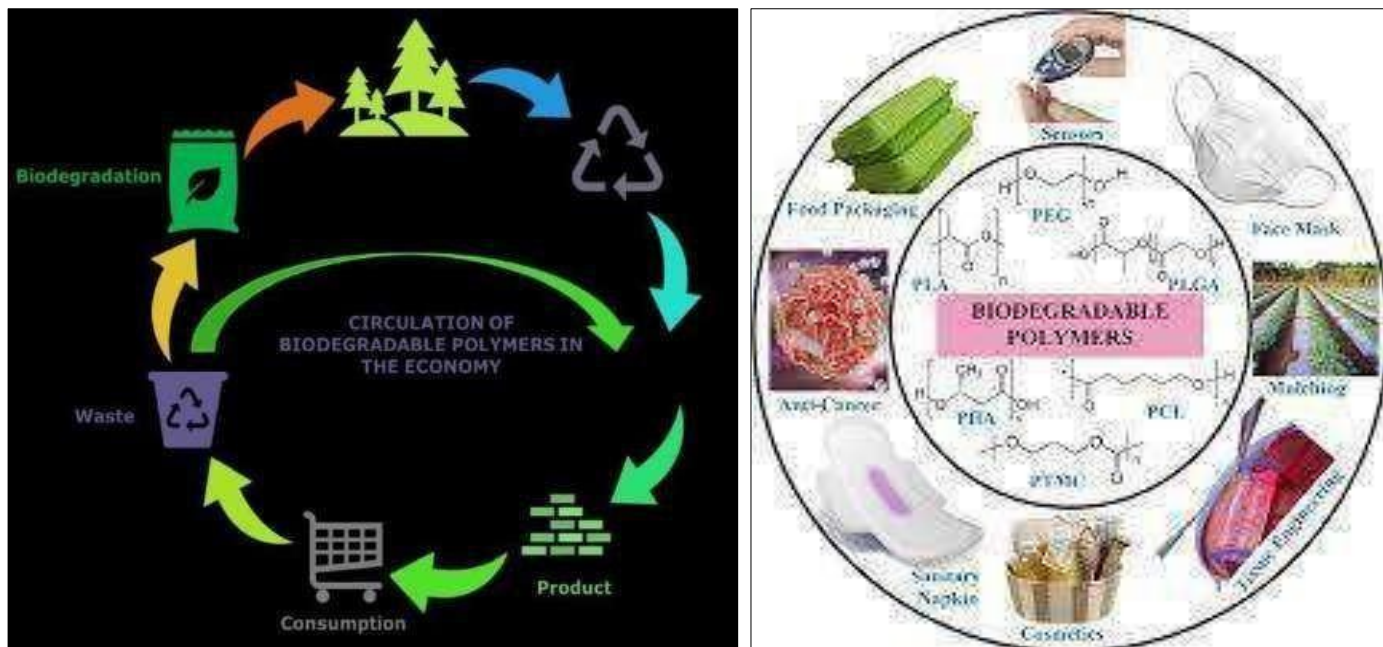 Biodegradation
CIRCULATION OF
BIODEGRADABLE POLYMERS IN
THE ECONOMY
Waste
Product
Consumption
Sensors
Food Packaging
Face Mask
H O O H n
PEG
PLA
PLGA
BIODEGRADABLE
POLYMERS
Anti-Cancer
Mulching
PHA
PCL
PTMC
Tissue Engineering
Sanitary
Napkin
Cosmetics